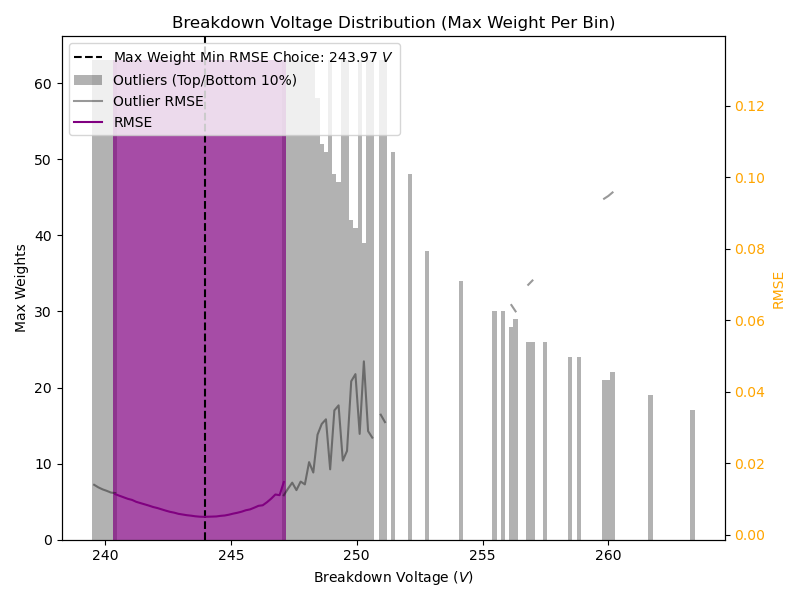 Breakdown Voltage Distribution (Max Weight Per Bin)
Max Weight Min RMSE Choice: 243.97 V
Outliers (Top/Bottom 10%)
Outlier RMSE
RMSE
Max Weights
60
50
40
30
20
10
0
0.12
0.10
0.08
0.06
0.04
0.02
0.00
RMSE
240 245 250 255 260
Breakdown Voltage (V)